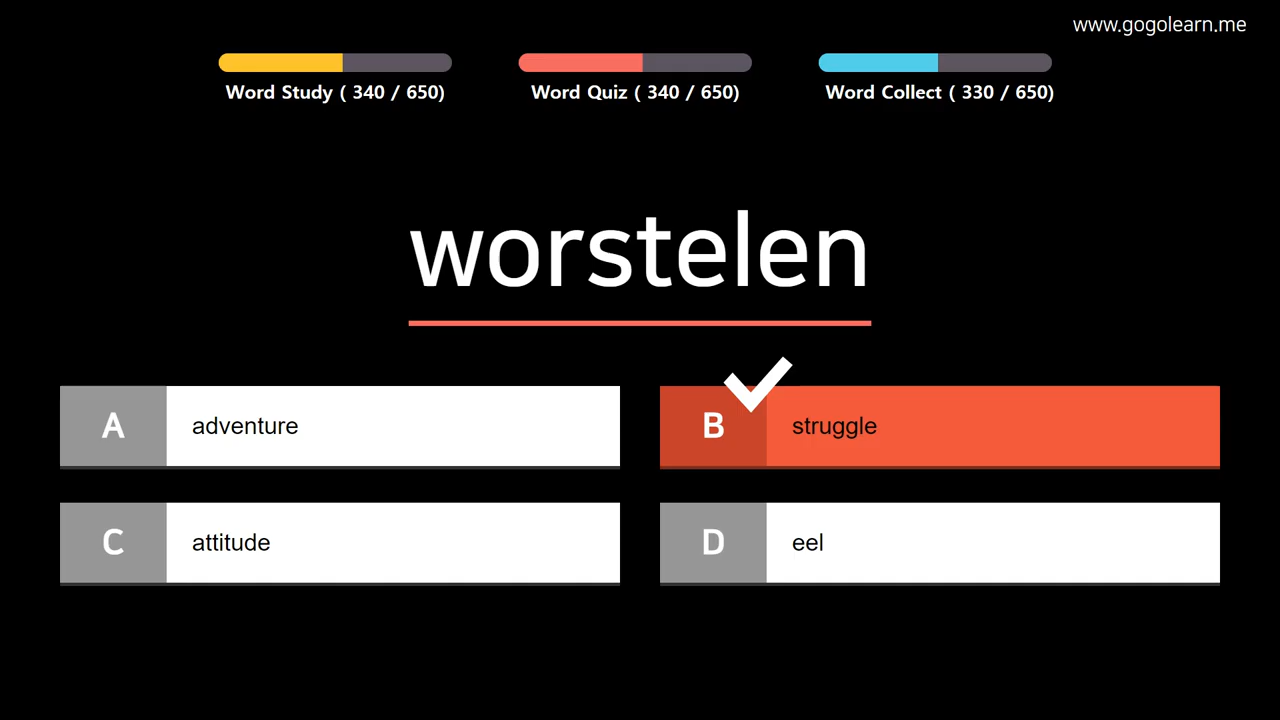 www.gogolearn.me
Word Study ( 340 / 650)
Word Quiz ( 340 / 650)
Word Collect ( 330 / 650)
worstelen
A adventure
B struggle
C attitude
D eel